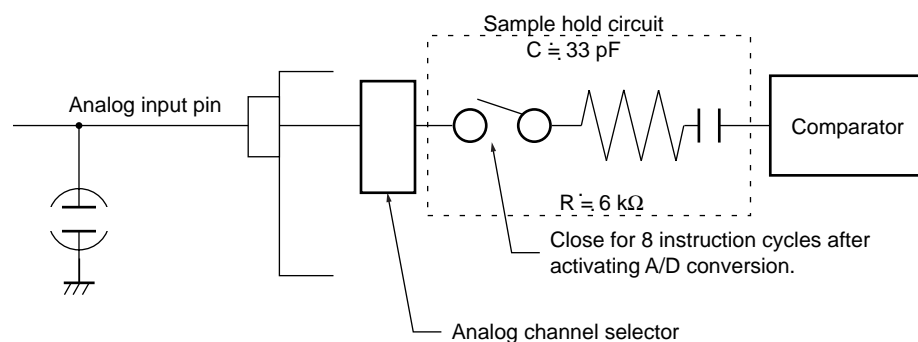 Sample hold circuit
C ≒ 33 pF
Analog input pin
Comparator
R ≒ 6 kΩ
Close for 8 instruction cycles after
activating A/D conversion.
Analog channel selector